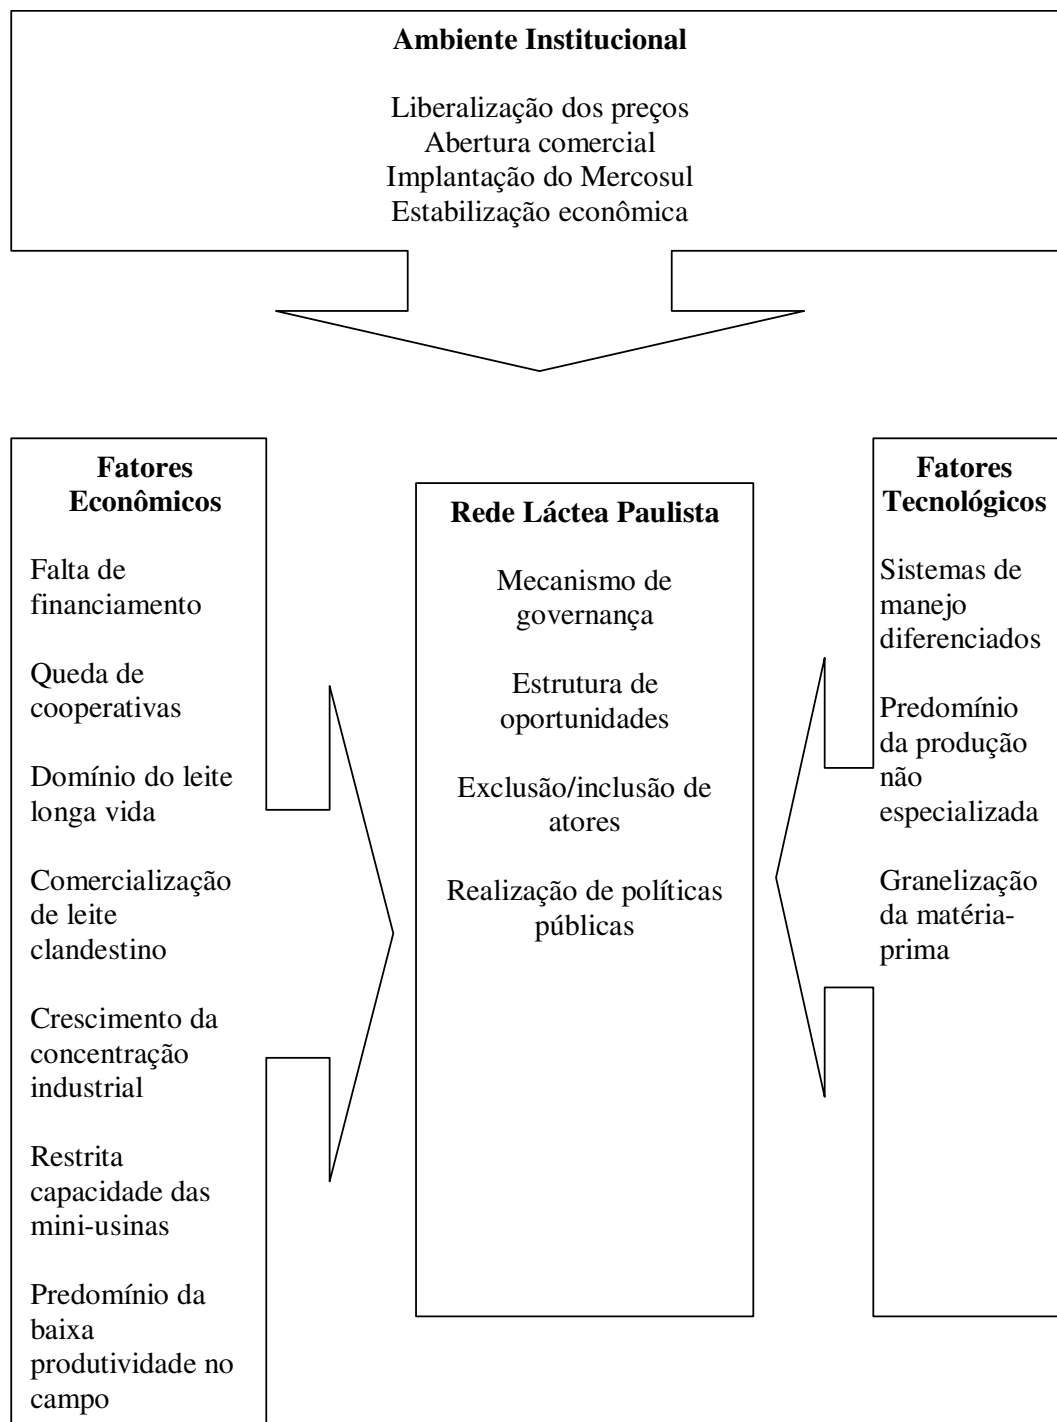 Ambiente Institucional
Liberalização dos preços
Abertura comercial
Implantação do Mercosul
Estabilização econômica
Fatores
Econômicos
Falta de
financiamento
Queda de
cooperativas
Domínio do leite
longa vida
Comercialização
de leite
clandestino
Crescimento da
concentração
industrial
Restrita
capacidade das
mini-usinas
Predomínio da
baixa
produtividade no
campo
Rede Láctea Paulista
Mecanismo de
governança
Estrutura de
oportunidades
Exclusão/inclusão de
atores
Realização de políticas
públicas
Fatores
Tecnológicos
Sistemas de
manejo
diferenciados
Predomínio
da produção
não
especializada
Granelização
da matéria-
prima